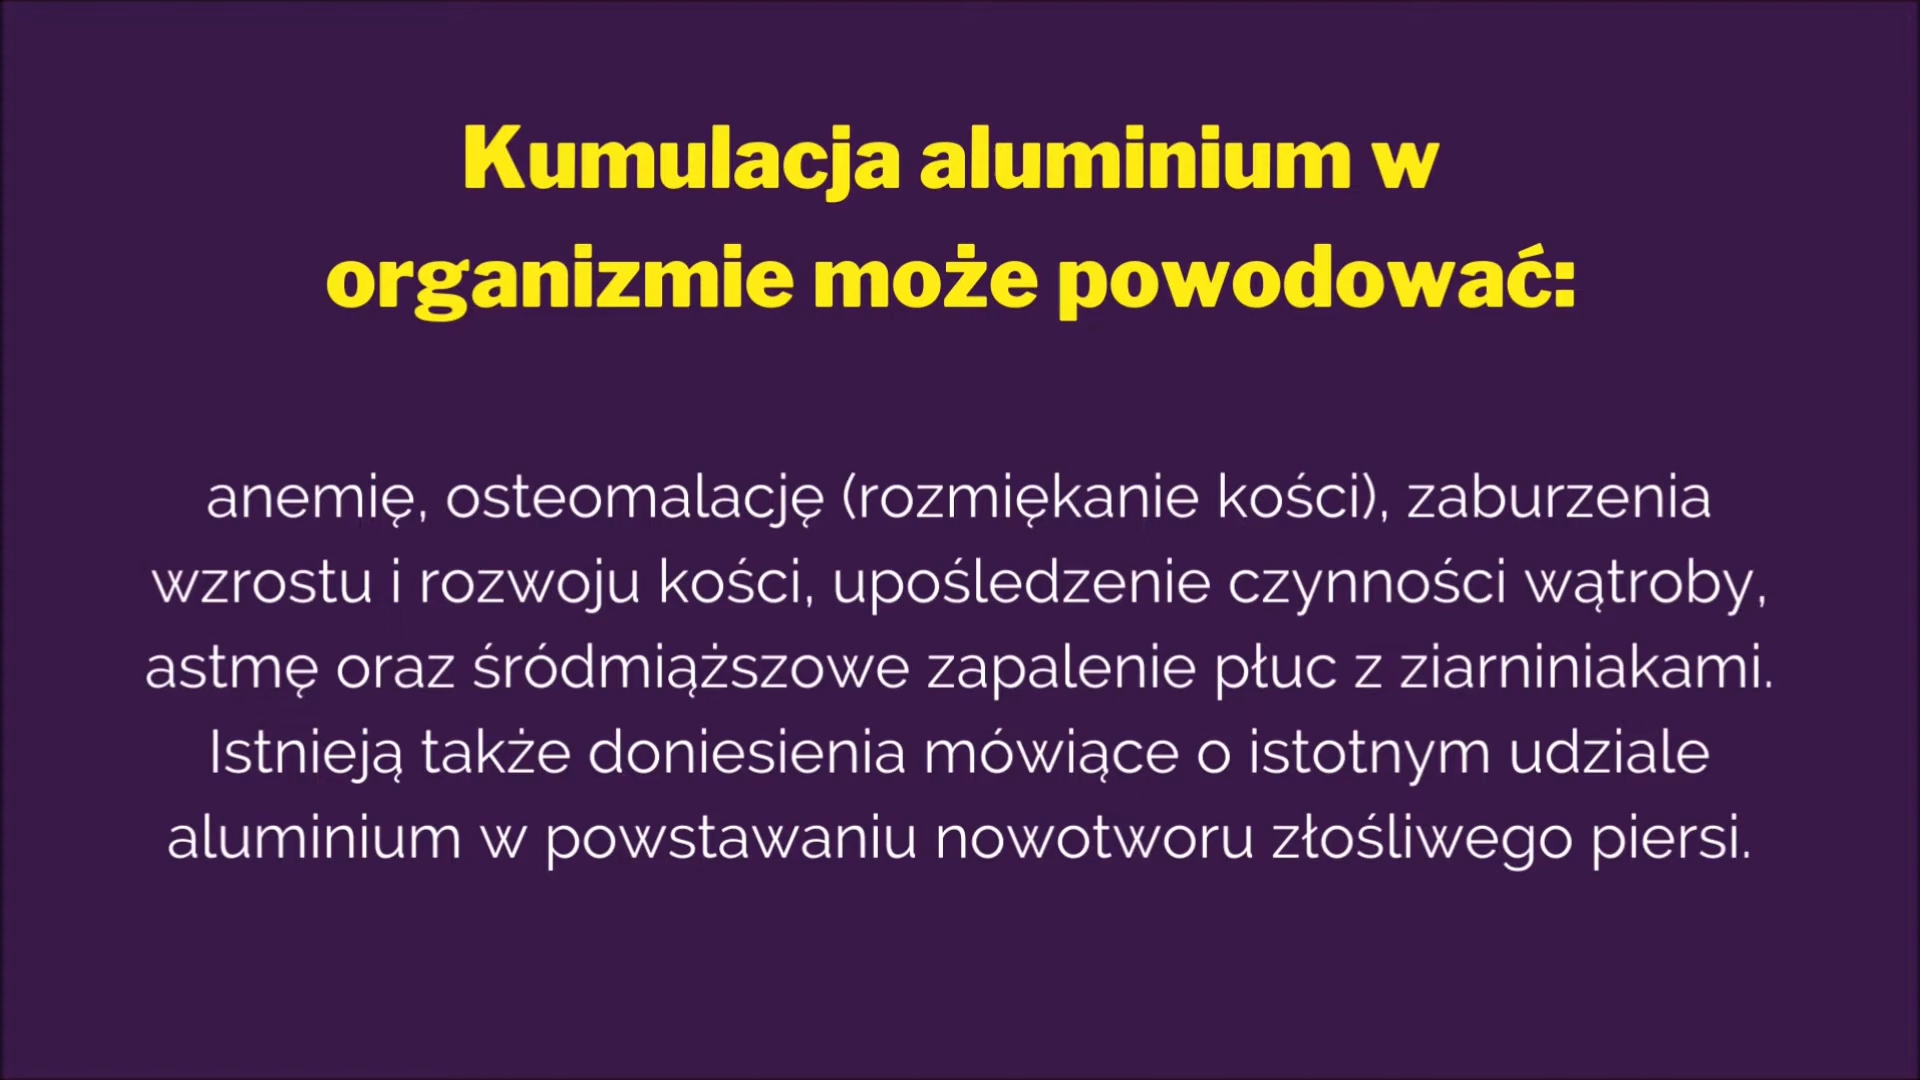 Kumulacja aluminium w
organizmie może powodować:
anemię, osteomalację (rozmiękanie kości), zaburzenia
wzrostu i rozwoju kości, upośledzenie czynności wątroby,
astmę oraz śródmiąższowe zapalenie płuc z ziarniniakami.
Istnieją także doniesienia mówiące o istotnym udziale
aluminium w powstawaniu nowotworu złośliwego piersi.